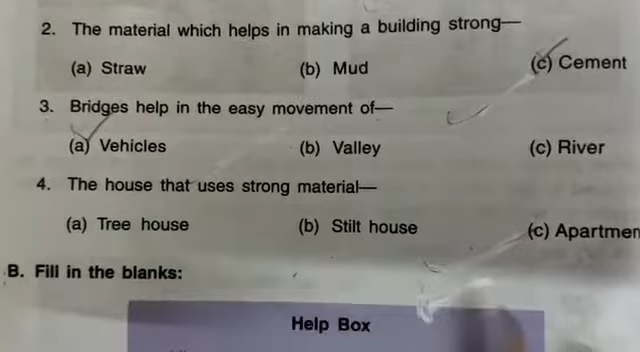 2. The material which helps in making a building strong—
(a) Straw (b) Mud (c) Cement
3. Bridges help in the easy movement of—
(a) Vehicles (b) Valley (c) River
4. The house that uses strong material—
(a) Tree house (b) Stilt house (c) Apartmen
B. Fill in the blanks:
Help Box